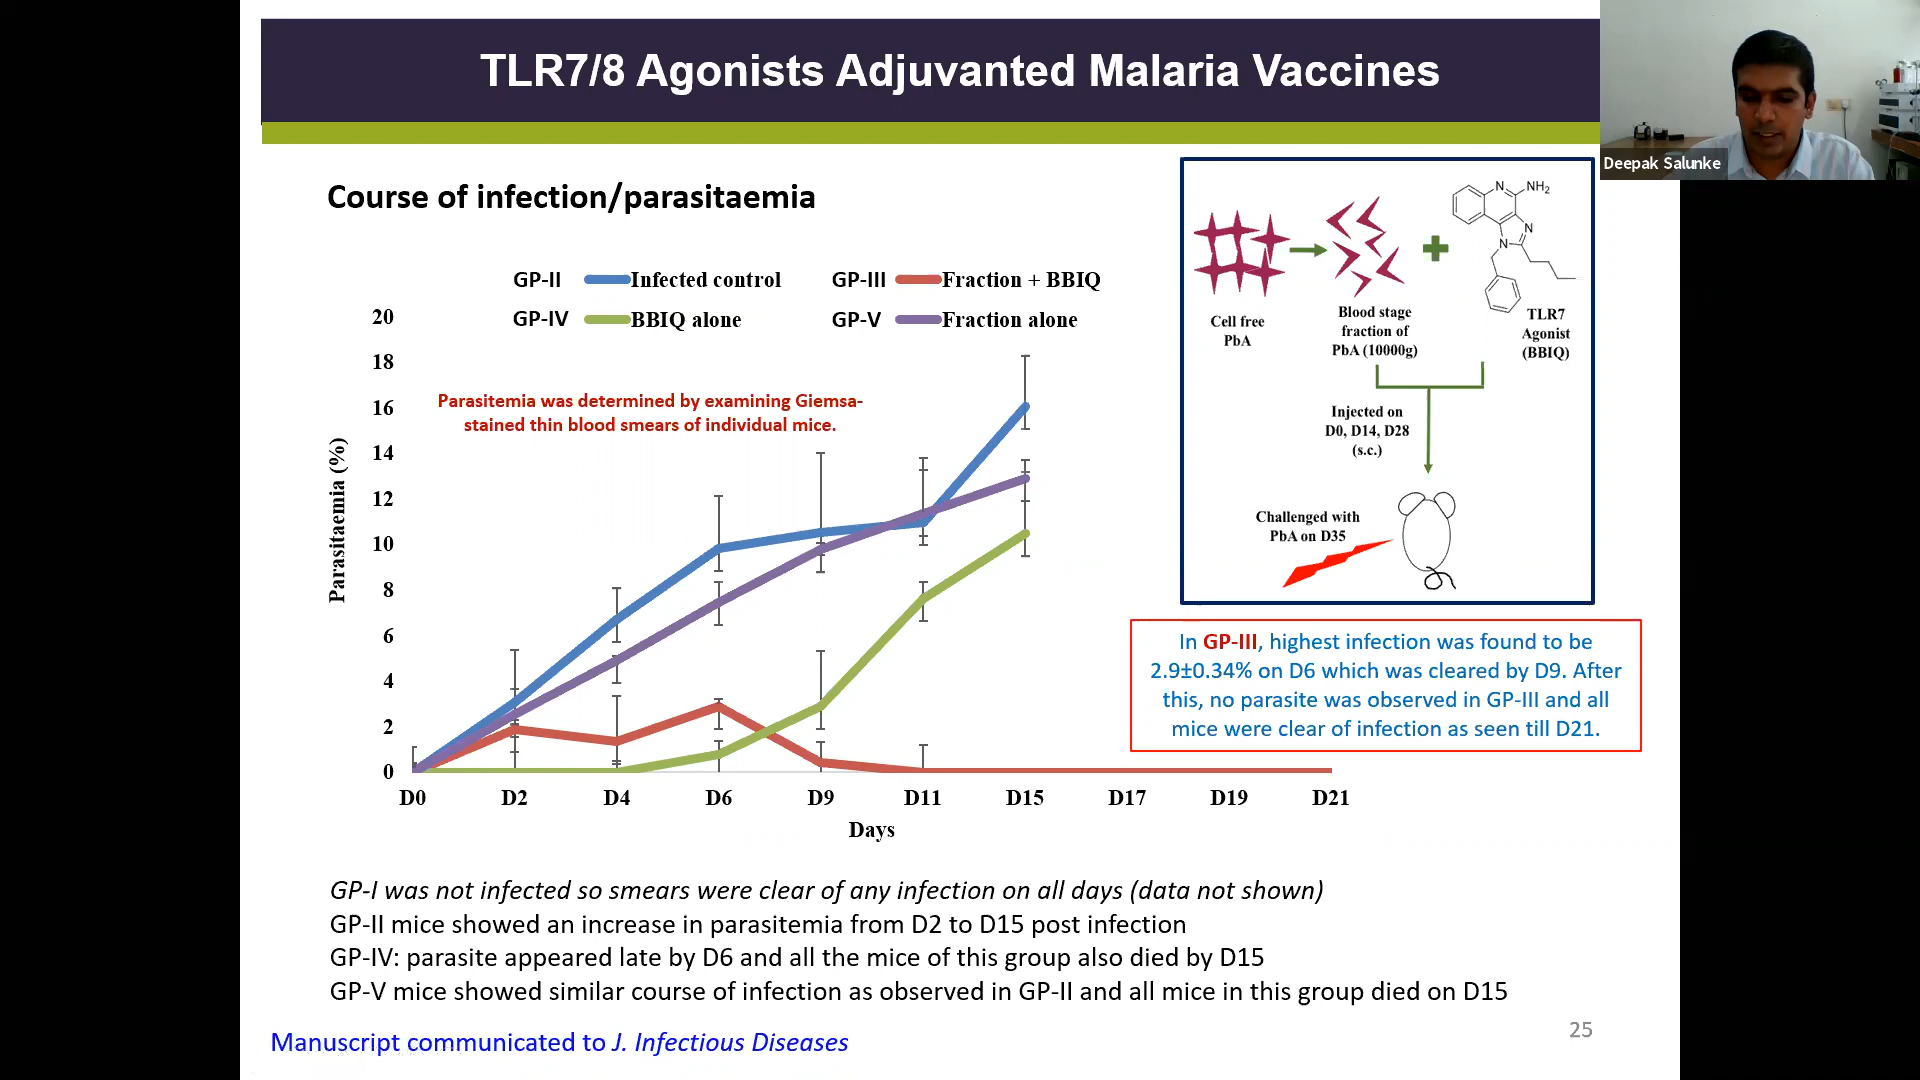 TLR7/8 Agonists Adjuvanted Malaria Vaccines
Deepak Salunke
Course of infection/parasitaemia
GP-II Infected control GP-III Fraction + BBIQ
GP-IV BBIQ alone GP-V Fraction alone
Parasitemia was determined by examining Giemsa-
stained thin blood smears of individual mice.
Parasitaemia (%)
20
18
16
14
12
10
8
6
4
2
0
D0 D2 D4 D6 D9 D11 D15 D17 D19 D21
Days
N
NH2
N
N
Cell free
PbA
Blood stage
fraction of
PbA (10000g)
TLR7
Agonist
(BBIQ)
Injected on
D0, D14, D28
(s.c.)
Challenged with
PbA on D35
In GP-III, highest infection was found to be
2.9±0.34% on D6 which was cleared by D9. After
this, no parasite was observed in GP-III and all
mice were clear of infection as seen till D21.
GP-I was not infected so smears were clear of any infection on all days (data not shown)
GP-II mice showed an increase in parasitemia from D2 to D15 post infection
GP-IV: parasite appeared late by D6 and all the mice of this group also died by D15
GP-V mice showed similar course of infection as observed in GP-II and all mice in this group died on D15
Manuscript communicated to J. Infectious Diseases
25